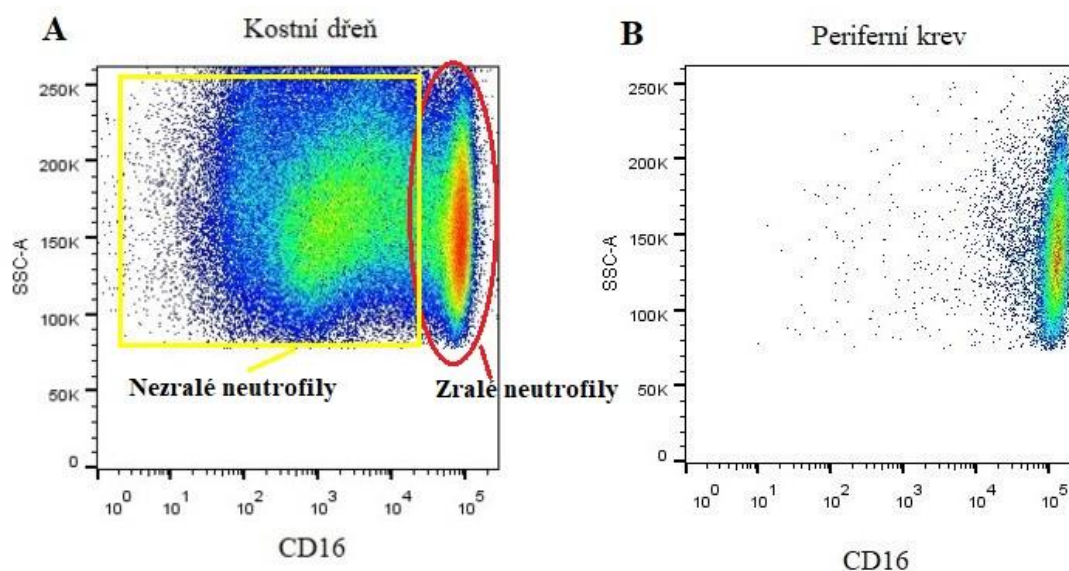 A
Kostní dřeň
250K
200K
150K
100K
50K
0
SSC-A
Nezralé neutrofily
Zralé neutrofily
10^0 10^1 10^2 10^3 10^4 10^5
CD16
B
Periferní krev
250K
200K
150K
100K
50K
0
SSC-A
10^0 10^1 10^2 10^3 10^4 10^5
CD16